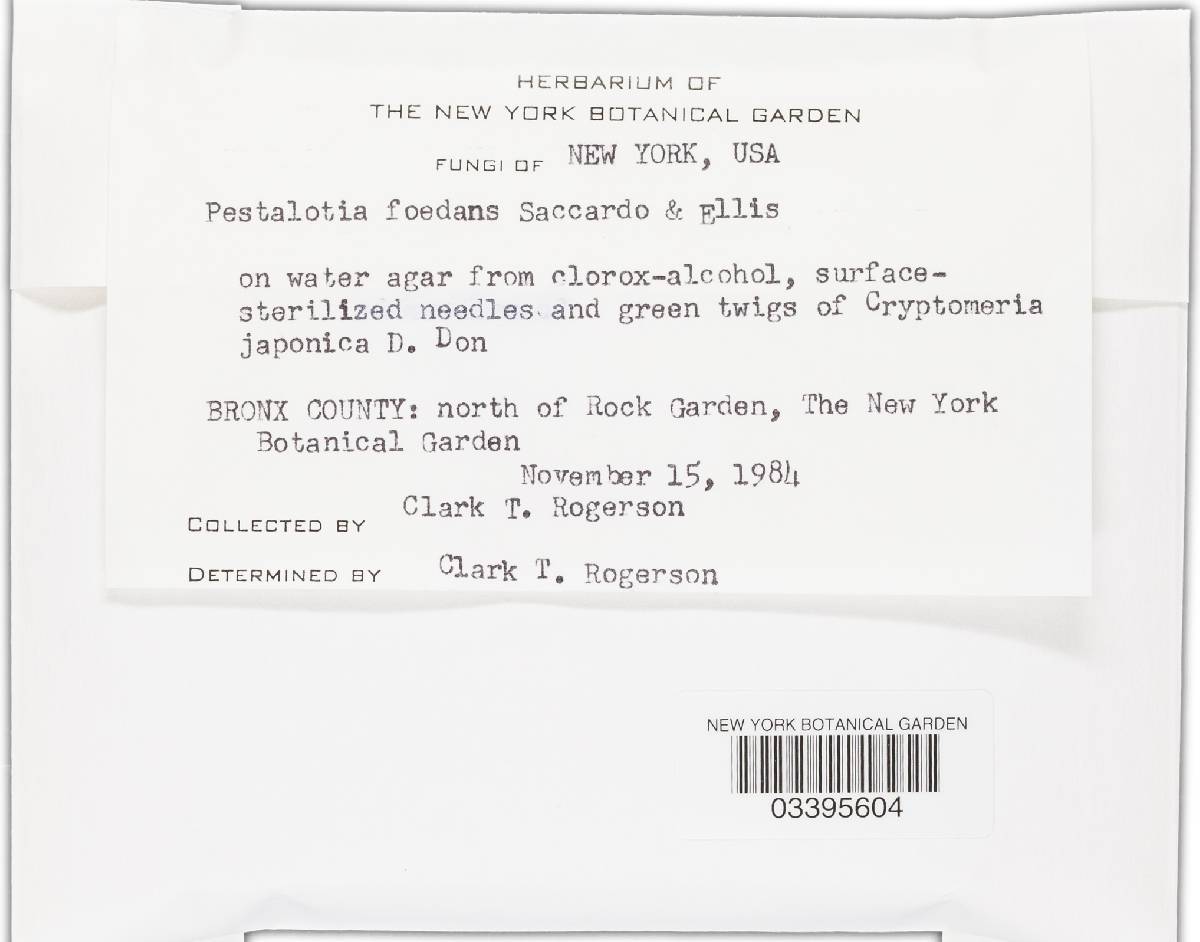 HERBARIUM OF
THE NEW YORK BOTANICAL GARDEN
FUNGI OF NEW YORK, USA
Pestalotia foedans Saccardo & Ellis
on water agar from clorox-alcohol, surface-
sterilized needles and green twigs of Cryptomeria
japonica D. Don
BRONX COUNTY: north of Rock Garden, The New York
Botanical Garden
November 15, 1984
COLLECTED BY Clark T. Rogerson
DETERMINED BY Clark T. Rogerson
NEW YORK BOTANICAL GARDEN
03395604